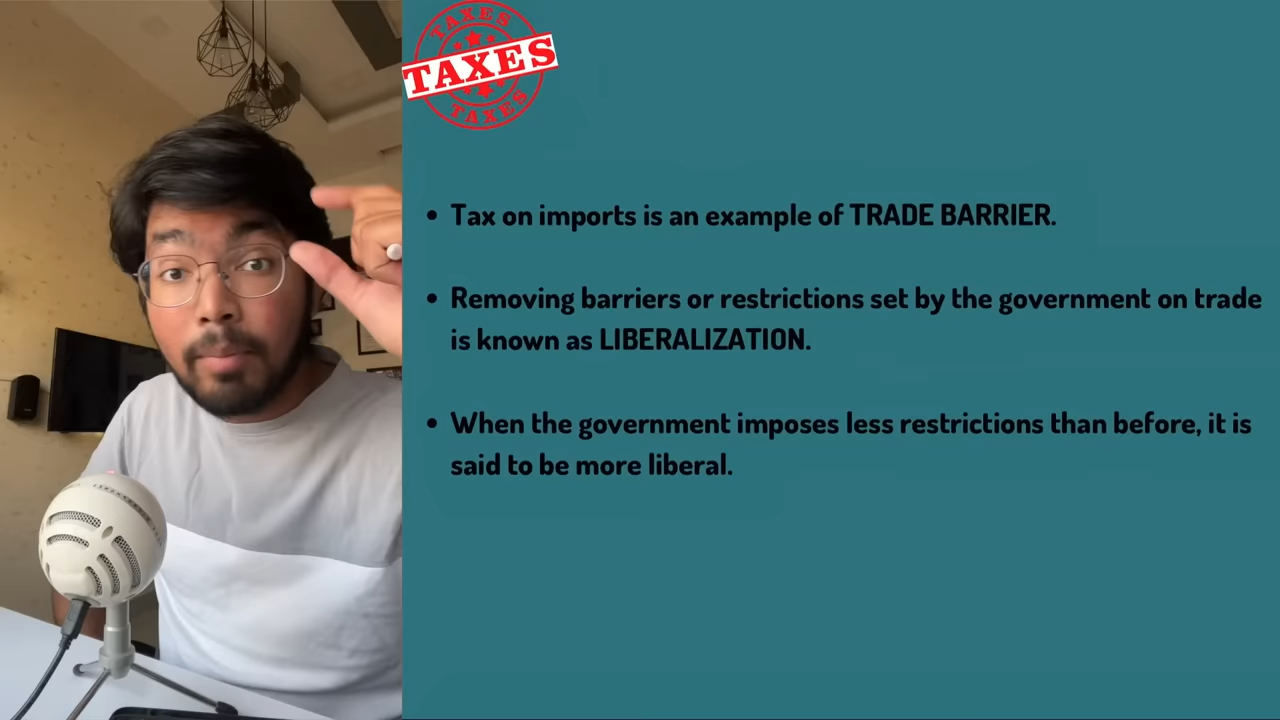 TAXES
TAXES
TAXES
• Tax on imports is an example of TRADE BARRIER.
• Removing barriers or restrictions set by the government on trade
is known as LIBERALIZATION.
• When the government imposes less restrictions than before, it is
said to be more liberal.